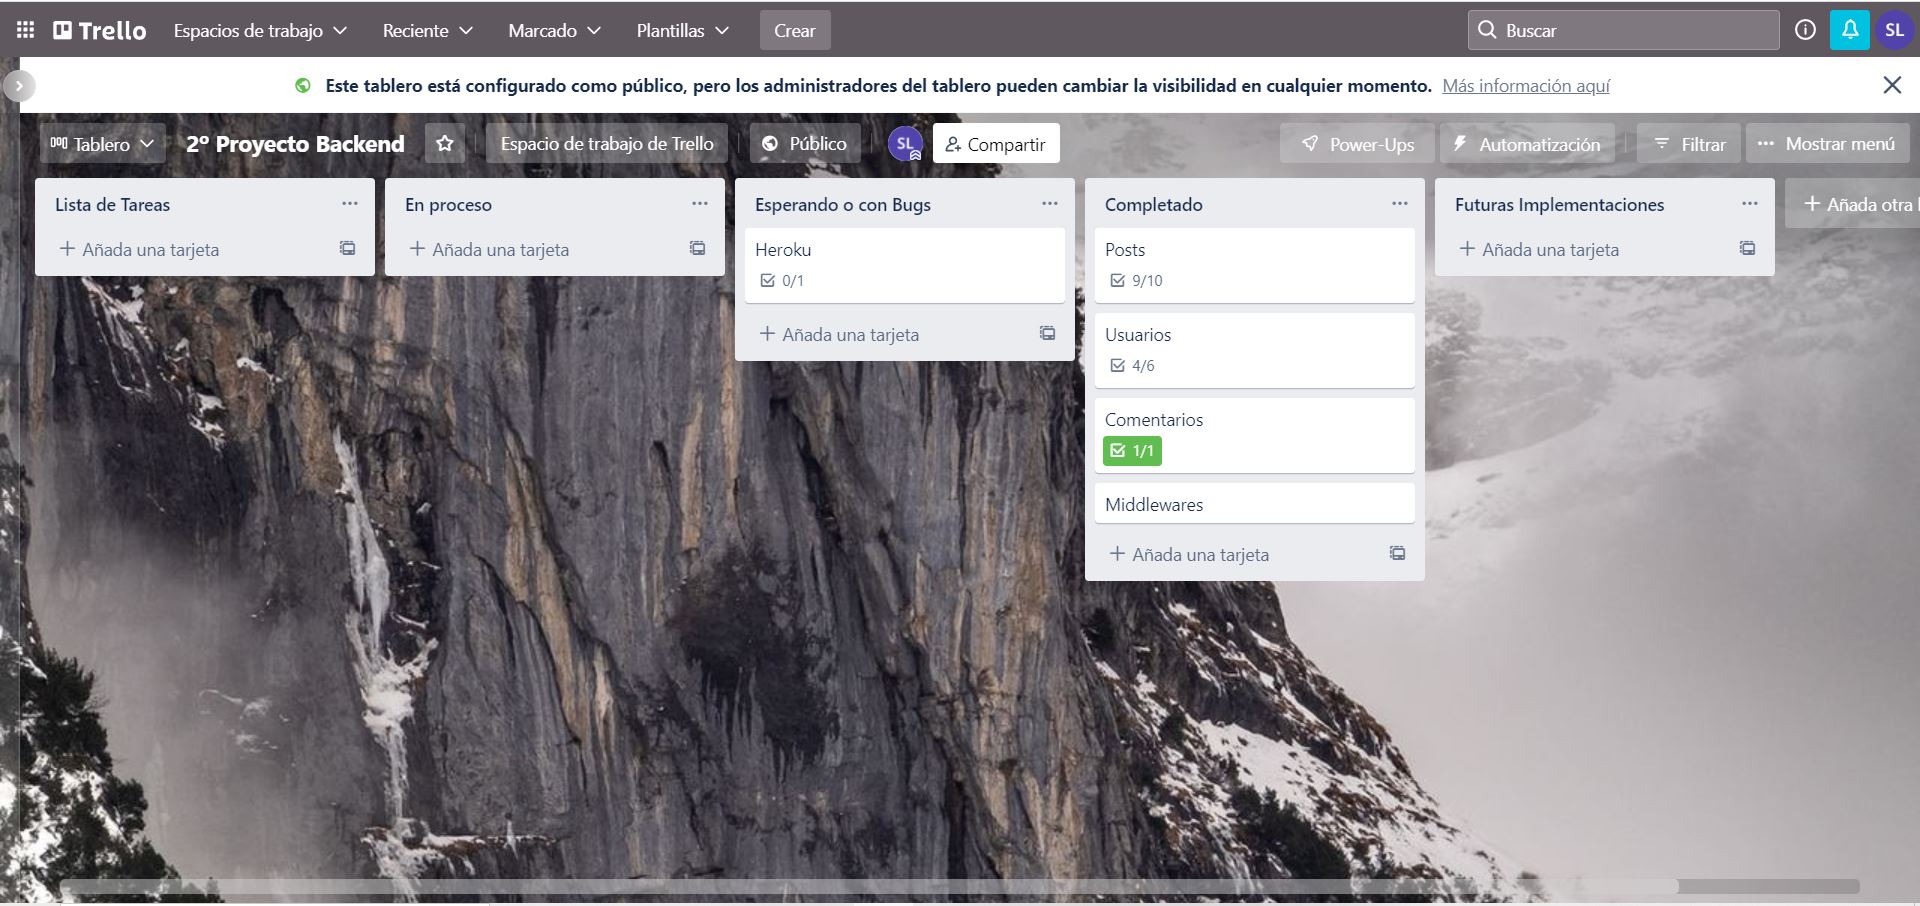 Trello Espacios de trabajo Reciente Marcado Plantillas Crear Buscar SL
Este tablero está configurado como público, pero los administradores del tablero pueden cambiar la visibilidad en cualquier momento. Más información aquí
Tablero 2º Proyecto Backend Espacio de trabajo de Trello Público SL Compartir Power-Ups Automatización Filtrar Mostrar menú
Lista de Tareas
Añada una tarjeta
En proceso
Añada una tarjeta
Esperando o con Bugs
Heroku
0/1
Añada una tarjeta
Completado
Posts
9/10
Usuarios
4/6
Comentarios
1/1
Middlewares
Añada una tarjeta
Futuras Implementaciones
Añada una tarjeta
Añada otra